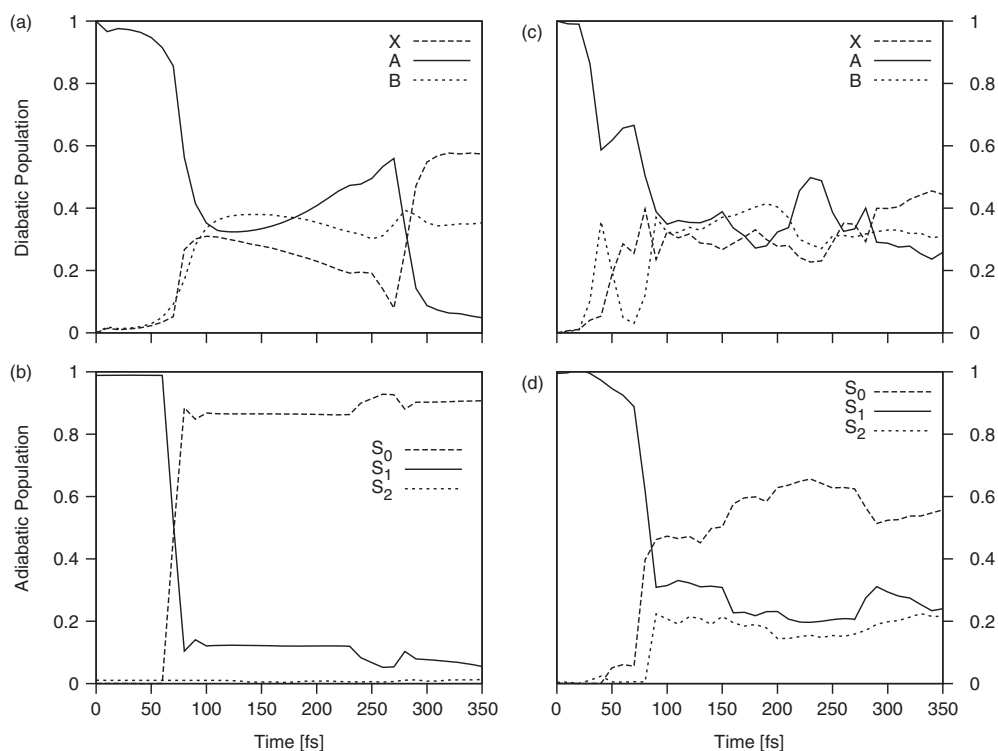 (a)
Diabatic Population
1
0.8
0.6
0.4
0.2
0
X
A
B
(c)
X
A
B
1
0.8
0.6
0.4
0.2
0
(b)
Adiabatic Population
1
0.8
0.6
0.4
0.2
0
S0
S1
S2
0 50 100 150 200 250 300 350
Time [fs]
(d)
S0
S1
S2
1
0.8
0.6
0.4
0.2
0
0 50 100 150 200 250 300 350
Time [fs]